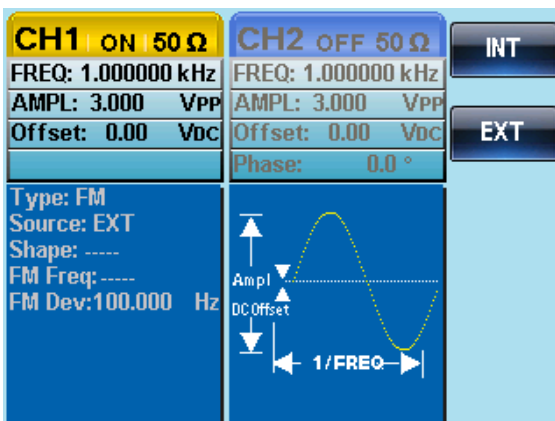 CH1 ON 50 Ω
FREQ: 1.000000 kHz
AMPL: 3.000 VPP
Offset: 0.00 VDC
CH2 OFF 50 Ω
FREQ: 1.000000 kHz
AMPL: 3.000 VPP
Offset: 0.00 VDC
Phase: 0.0 °
INT
EXT
Type: FM
Source: EXT
Shape: -----
FM Freq: -----
FM Dev:100.000 Hz
Ampl
DC Offset
1/FREQ